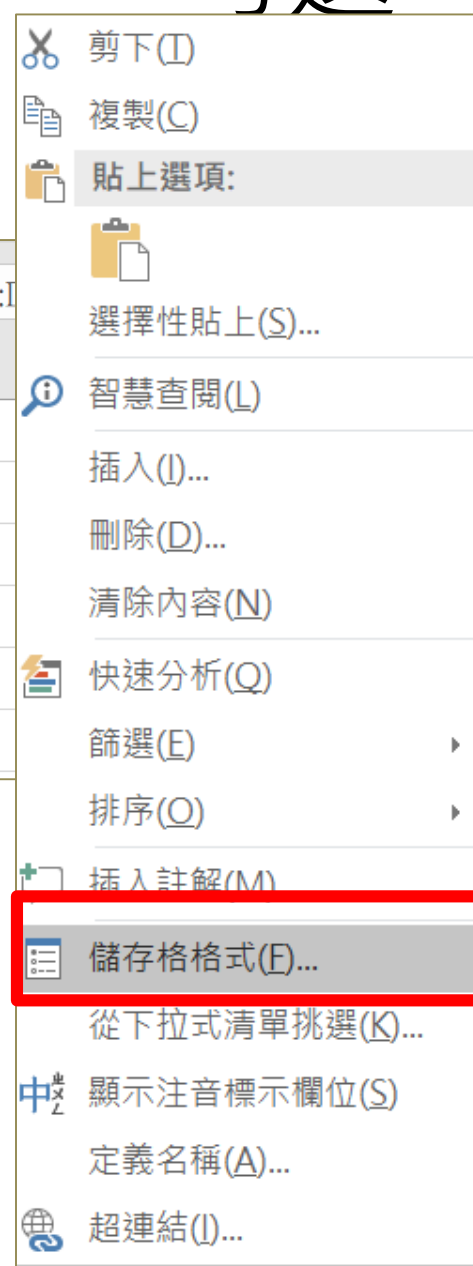 剪下(T)
複製(C)
貼上選項:
選擇性貼上(S)...
智慧查閱(L)
插入(I)...
刪除(D)...
清除內容(N)
快速分析(Q)
篩選(E)
排序(O)
插入註解(M)
儲存格格式(F)...
從下拉式清單挑選(K)...
顯示注音標示欄位(S)
定義名稱(A)...
超連結(I)...